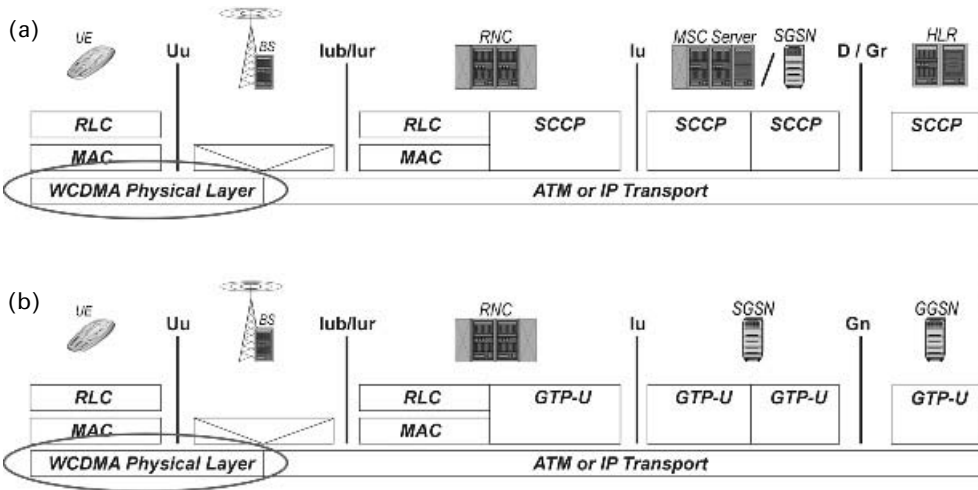 (a)
UE Uu BS Iub/Iur RNC Iu MSC Server / SGSN D / Gr HLR
RLC RLC SCCP SCCP SCCP SCCP
MAC MAC
WCDMA Physical Layer ATM or IP Transport
(b)
UE Uu BS Iub/Iur RNC Iu SGSN Gn GGSN
RLC RLC GTP-U GTP-U GTP-U GTP-U
MAC MAC
WCDMA Physical Layer ATM or IP Transport